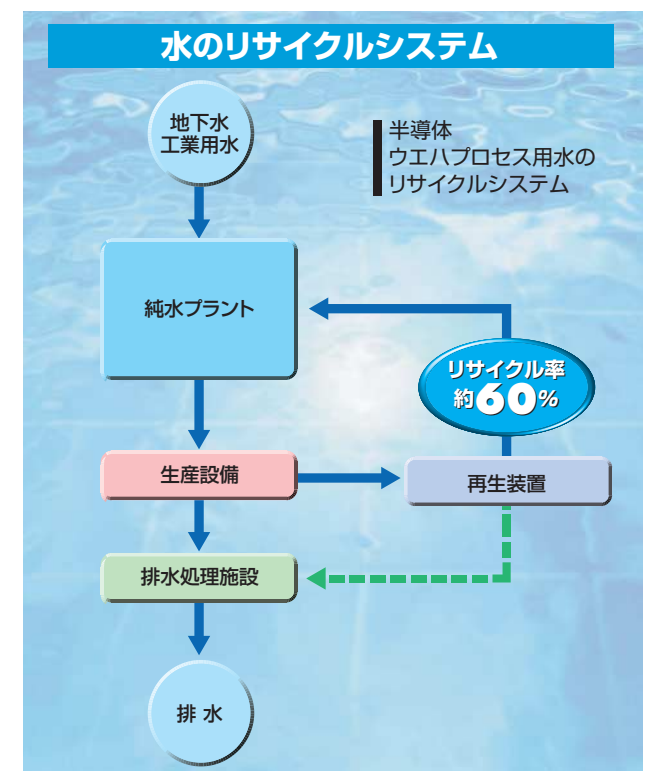 水のリサイクルシステム
地下水
工業用水
半導体
ウエハプロセス用水の
リサイクルシステム
純水プラント
リサイクル率
約60%
生産設備
再生装置
排水処理施設
排水